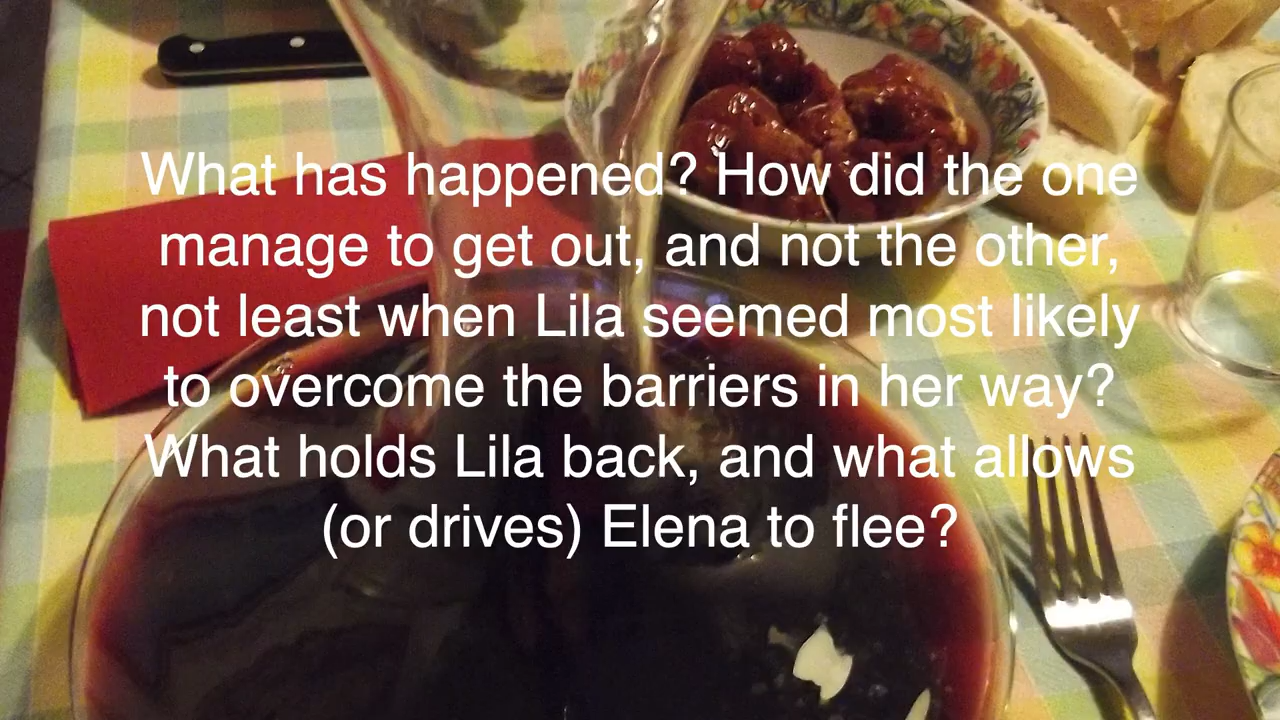 What has happened? How did the one
manage to get out, and not the other,
not least when Lila seemed most likely
to overcome the barriers in her way?
What holds Lila back, and what allows
(or drives) Elena to flee?